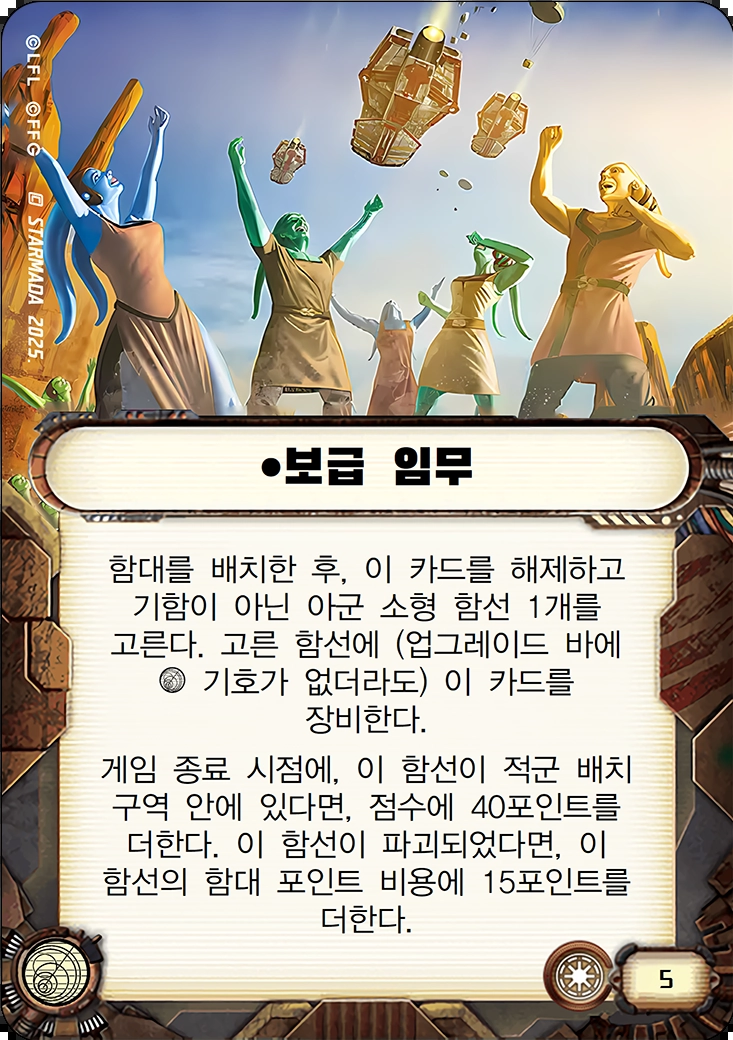 ©LFL ©FFG STARMADA 2025.
•보급 임무
함대를 배치한 후, 이 카드를 해제하고
기함이 아닌 아군 소형 함선 1개를
고른다. 고른 함선에 (업그레이드 바에
기호가 없더라도) 이 카드를
장비한다.
게임 종료 시점에, 이 함선이 적군 배치
구역 안에 있다면, 점수에 40포인트를
더한다. 이 함선이 파괴되었다면, 이
함선의 함대 포인트 비용에 15포인트를
더한다.
5